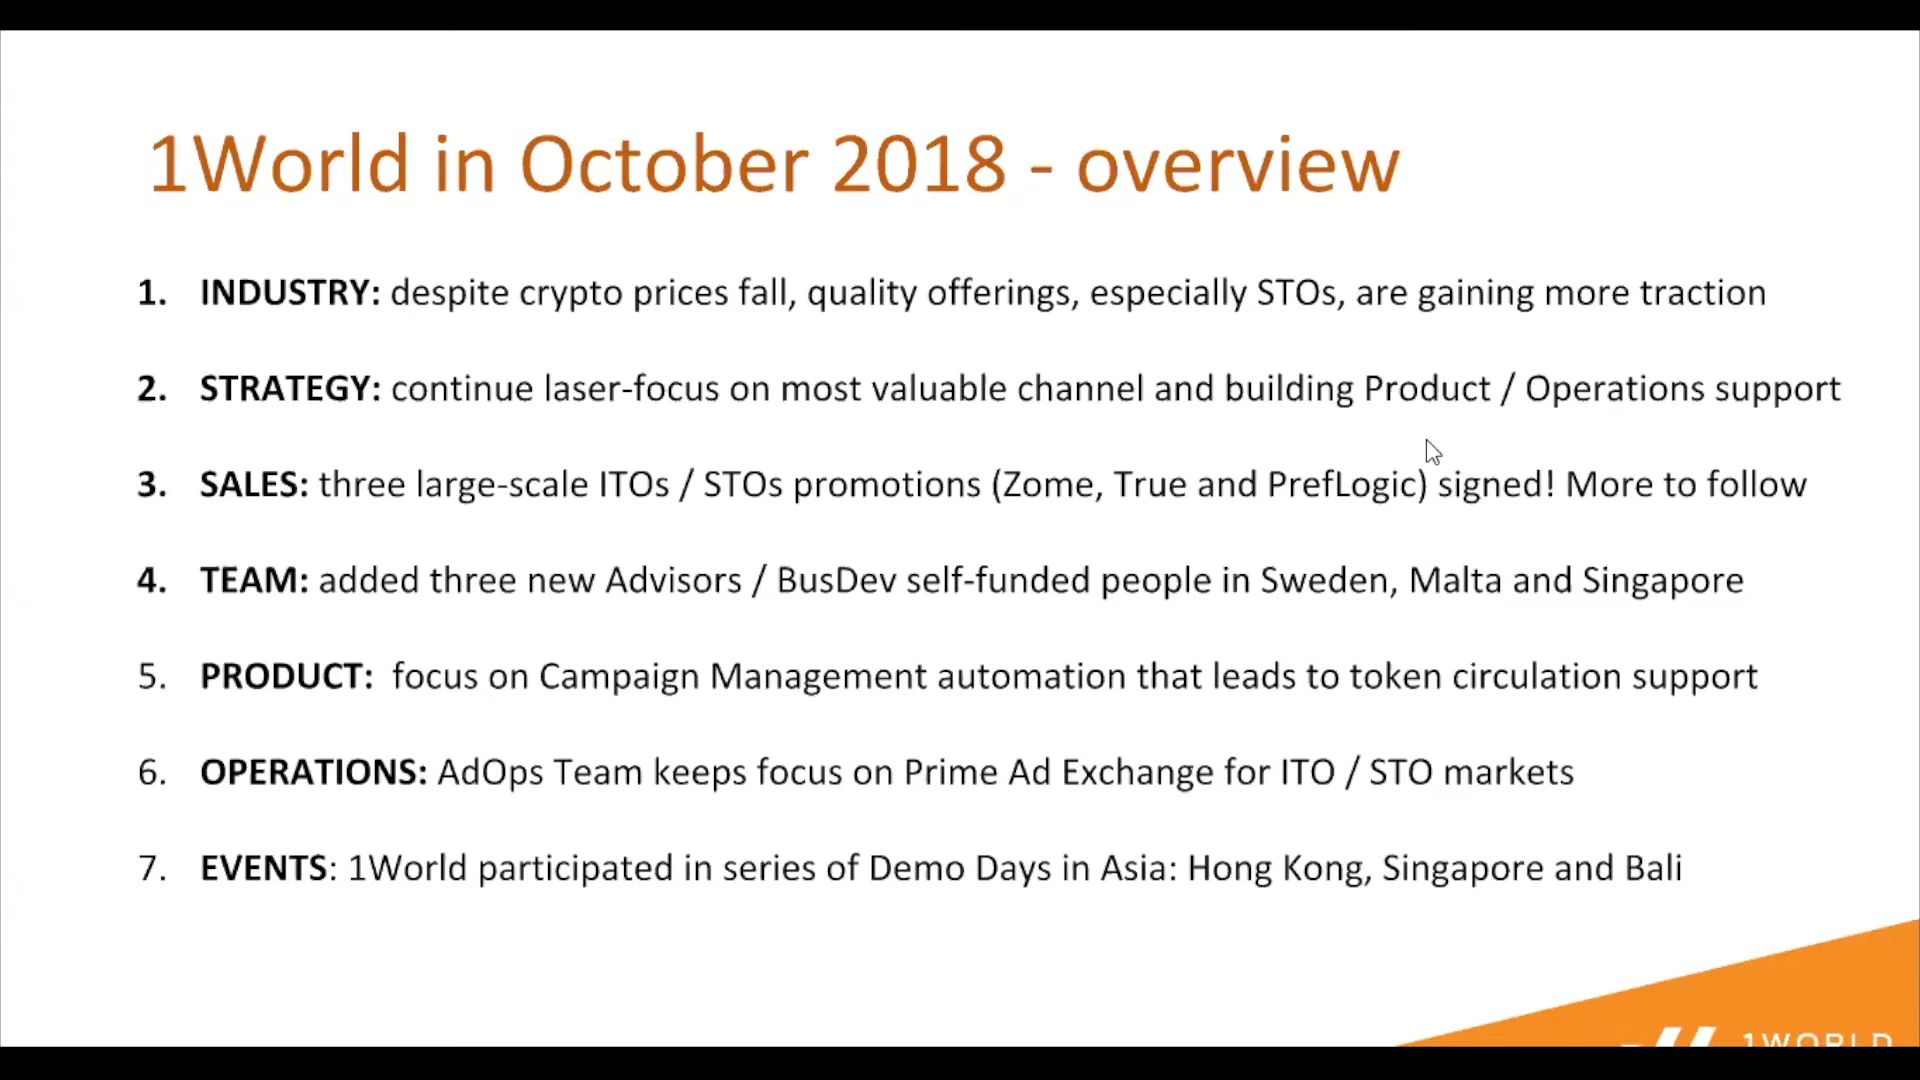 1World in October 2018 - overview
1. INDUSTRY: despite crypto prices fall, quality offerings, especially STOs, are gaining more traction
2. STRATEGY: continue laser-focus on most valuable channel and building Product / Operations support
3. SALES: three large-scale ITOs / STOs promotions (Zome, True and PrefLogic) signed! More to follow
4. TEAM: added three new Advisors / BusDev self-funded people in Sweden, Malta and Singapore
5. PRODUCT:  focus on Campaign Management automation that leads to token circulation support
6. OPERATIONS: AdOps Team keeps focus on Prime Ad Exchange for ITO / STO markets
7. EVENTS: 1World participated in series of Demo Days in Asia: Hong Kong, Singapore and Bali
1WORLD